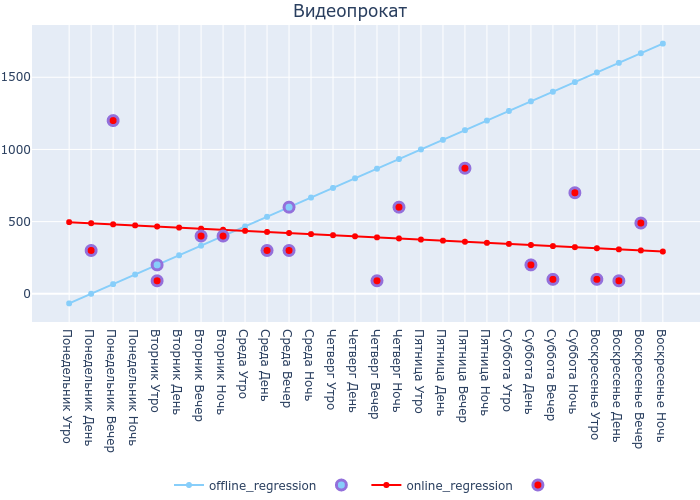 Видеопрокат
1500
1000
500
0
Понедельник Утро
Понедельник День
Понедельник Вечер
Понедельник Ночь
Вторник Утро
Вторник День
Вторник Вечер
Вторник Ночь
Среда Утро
Среда День
Среда Вечер
Среда Ночь
Четверг Утро
Четверг День
Четверг Вечер
Четверг Ночь
Пятница Утро
Пятница День
Пятница Вечер
Пятница Ночь
Суббота Утро
Суббота День
Суббота Вечер
Суббота Ночь
Воскресенье Утро
Воскресенье День
Воскресенье Вечер
Воскресенье Ночь
offline_regression
online_regression